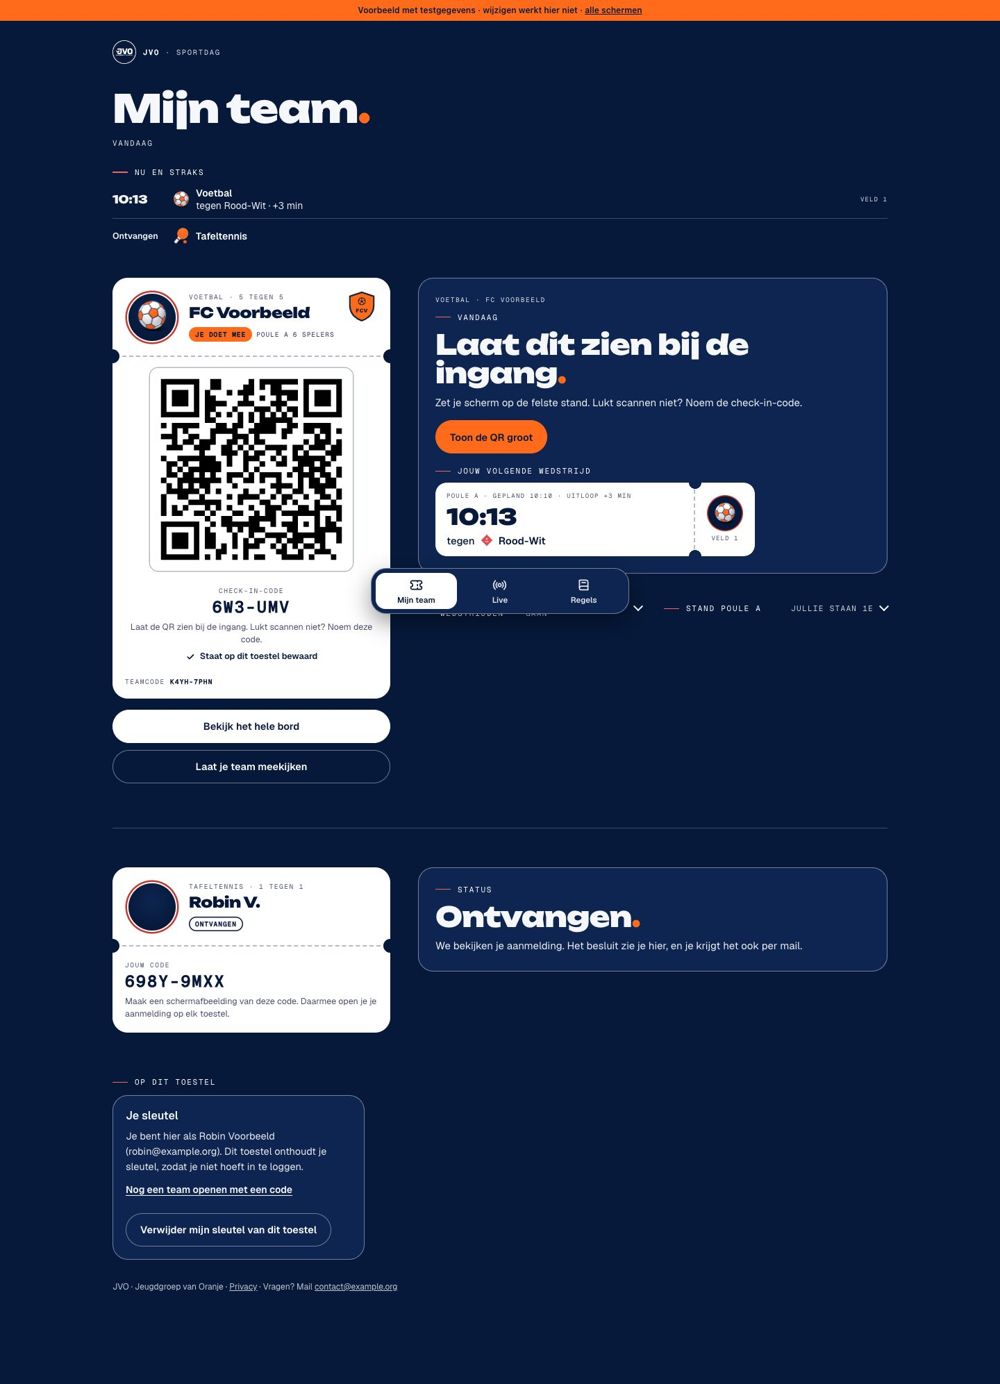 Voorbeeld met testgegevens · wijzigen werkt hier niet · alle schermen
JVO
JVO · SPORTDAG
Mijn team.
VANDAAG
NU EN STRAKS
10:13
Voetbal
tegen Rood-Wit · +3 min
VELD 1
Ontvangen
Tafeltennis
VOETBAL · 5 TEGEN 5
FC Voorbeeld
JE DOET MEE
POULE A 6 SPELERS
FCV
CHECK-IN-CODE
6W3-UMV
Laat de QR zien bij de ingang. Lukt scannen niet? Noem deze
code.
Staat op dit toestel bewaard
TEAMCODE K4YH-7PHN
Bekijk het hele bord
Laat je team meekijken
VOETBAL · FC VOORBEELD
VANDAAG
Laat dit zien bij de
ingang.
Zet je scherm op de felste stand. Lukt scannen niet? Noem de check-in-code.
Toon de QR groot
JOUW VOLGENDE WEDSTRIJD
POULE A · GEPLAND 10:10 · UITLOOP +3 MIN
10:13
tegen Rood-Wit
VELD 1
Mijn team
Live
Regels
STAND POULE A
JULLIE STAAN 1E
TAFELTENNIS · 1 TEGEN 1
Robin V.
ONTVANGEN
JOUW CODE
698Y-9MXX
Maak een schermafbeelding van deze code. Daarmee open je je
aanmelding op elk toestel.
STATUS
Ontvangen.
We bekijken je aanmelding. Het besluit zie je hier, en je krijgt het ook per mail.
OP DIT TOESTEL
Je sleutel
Je bent hier als Robin Voorbeeld
(robin@example.org). Dit toestel onthoudt je
sleutel, zodat je niet hoeft in te loggen.
Nog een team openen met een code
Verwijder mijn sleutel van dit toestel
JVO · Jeugdgroep van Oranje · Privacy · Vragen? Mail contact@example.org